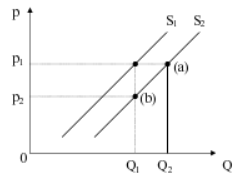 p
S₁ S₂
p₁
(a)
p₂
(b)
0
Q₁ Q₂ Q